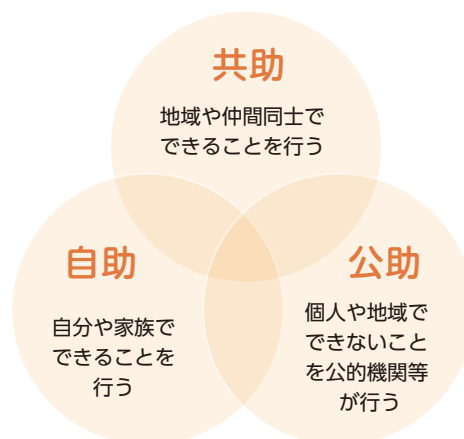 共助
地域や仲間同士で
できることを行う
自助
自分や家族で
できることを
行う
公助
個人や地域で
できないこと
を公的機関等
が行う